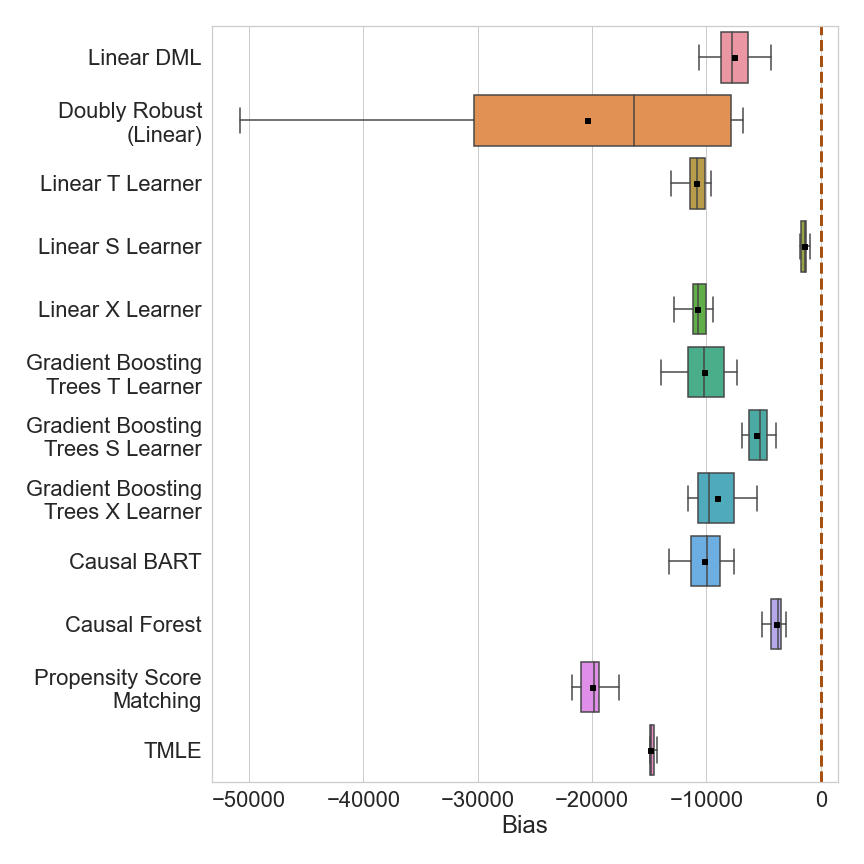 Linear DML
Doubly Robust
(Linear)
Linear T Learner
Linear S Learner
Linear X Learner
Gradient Boosting
Trees T Learner
Gradient Boosting
Trees S Learner
Gradient Boosting
Trees X Learner
Causal BART
Causal Forest
Propensity Score
Matching
TMLE
−50000 −40000 −30000 −20000 −10000 0
Bias